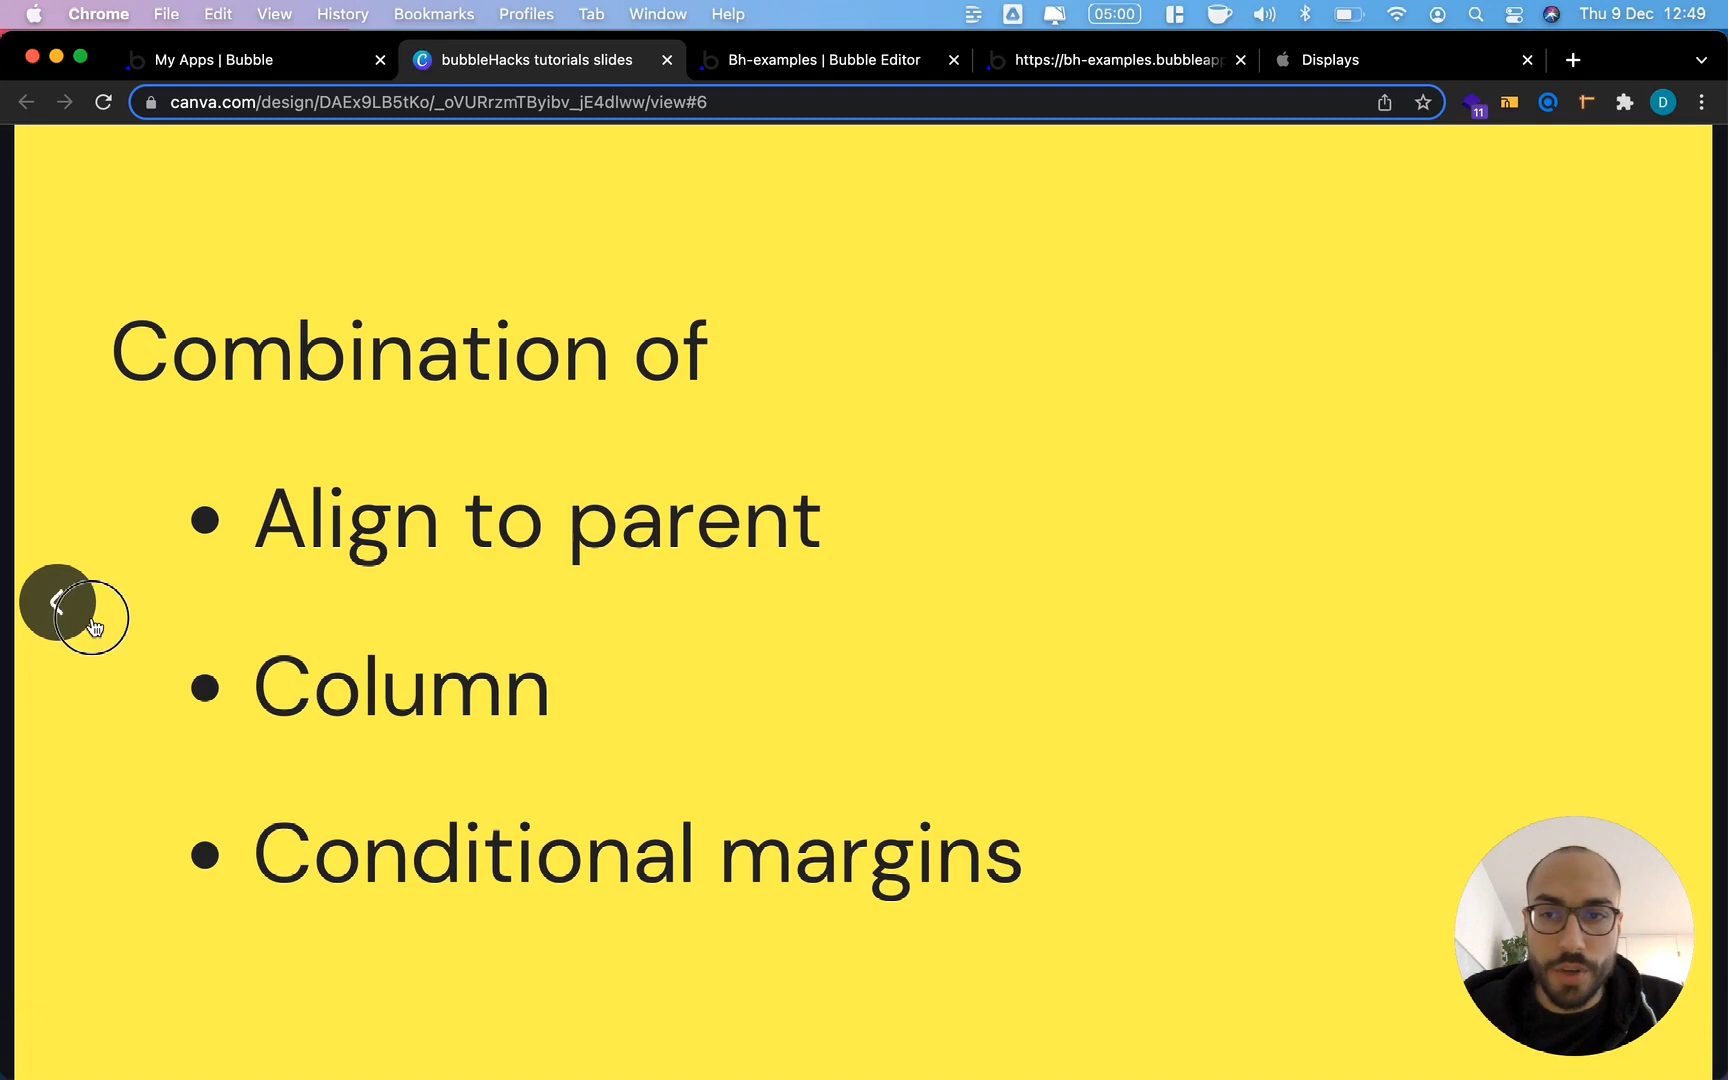 Chrome File Edit View History Bookmarks Profiles Tab Window Help 05:00 Thu 9 Dec 12:49
My Apps | Bubble bubbleHacks tutorials slides Bh-examples | Bubble Editor https://bh-examples.bubbleapp Displays
canva.com/design/DAEx9LB5tKo/_oVURrzmTByibv_jE4dlww/view#6 11 D
Combination of
• Align to parent
• Column
• Conditional margins